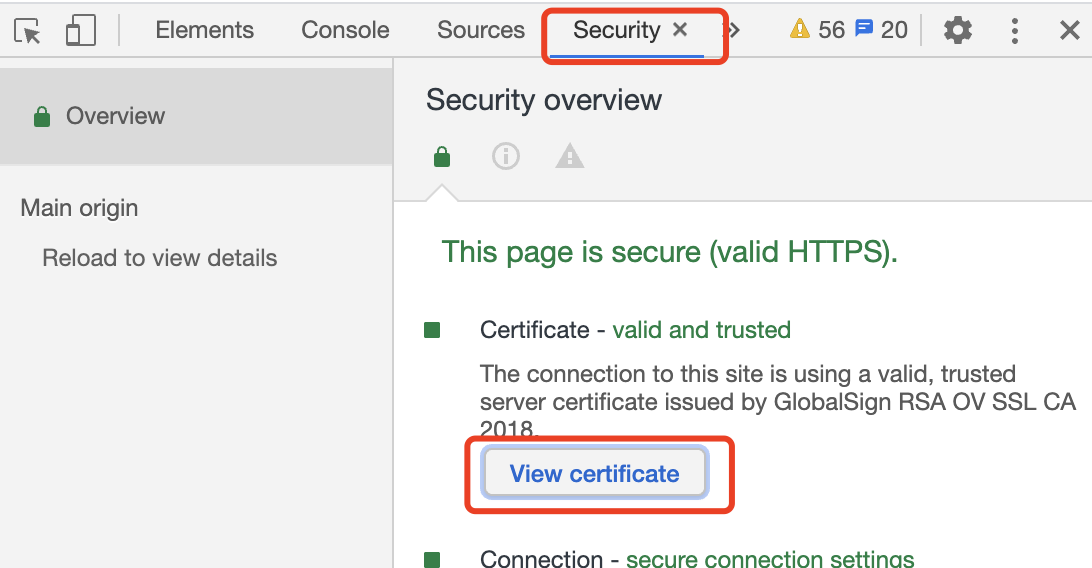 Elements Console Sources Security × » 56 20
Overview
Security overview
Main origin
Reload to view details
This page is secure (valid HTTPS).
Certificate - valid and trusted
The connection to this site is using a valid, trusted
server certificate issued by GlobalSign RSA OV SSL CA
2018.
View certificate
Connection - secure connection settings